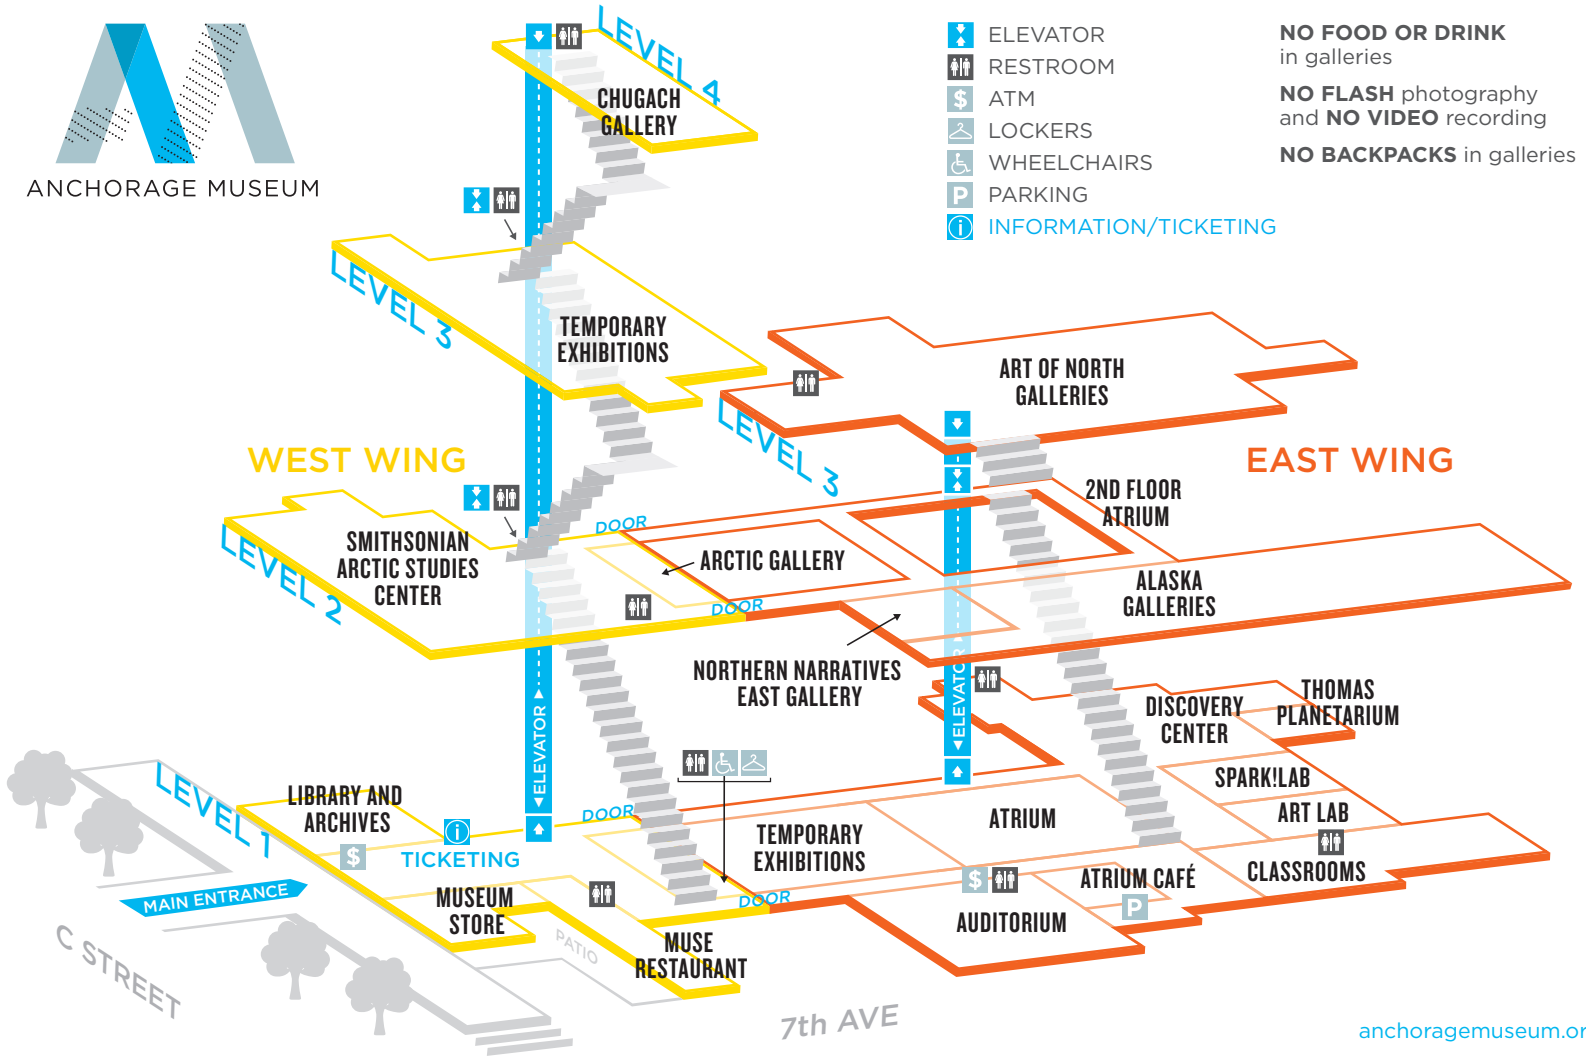 ANCHORAGE MUSEUM
ELEVATOR
RESTROOM
$ ATM
LOCKERS
WHEELCHAIRS
P PARKING
i INFORMATION/TICKETING
NO FOOD OR DRINK
in galleries
NO FLASH photography
and NO VIDEO recording
NO BACKPACKS in galleries
LEVEL 4
CHUGACH
GALLERY
LEVEL 3
TEMPORARY
EXHIBITIONS
ART OF NORTH
GALLERIES
LEVEL 3
WEST WING
EAST WING
2ND FLOOR
ATRIUM
DOOR
SMITHSONIAN
ARCTIC STUDIES
CENTER
LEVEL 2
ARCTIC GALLERY
ALASKA
GALLERIES
DOOR
NORTHERN NARRATIVES
EAST GALLERY
ELEVATOR
ELEVATOR
DISCOVERY
CENTER
THOMAS
PLANETARIUM
SPARK!LAB
ART LAB
CLASSROOMS
LEVEL 1
LIBRARY AND
ARCHIVES
$
i
TICKETING
DOOR
TEMPORARY
EXHIBITIONS
ATRIUM
MAIN ENTRANCE
MUSEUM
STORE
DOOR
$
ATRIUM CAFÉ
P
AUDITORIUM
PATIO
MUSE
RESTAURANT
C STREET
7th AVE
anchoragemuseum.or